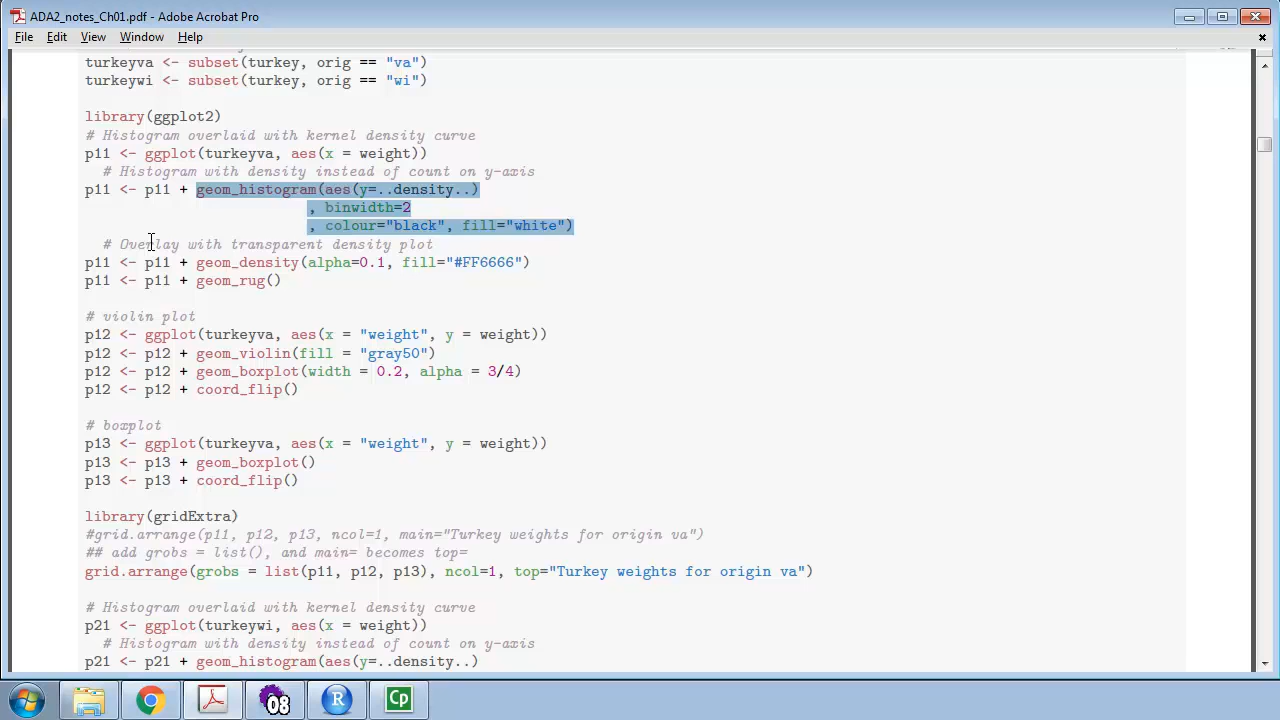 ADA2_notes_Ch01.pdf - Adobe Acrobat Pro
File Edit View Window Help
turkeyva <- subset(turkey, orig == "va")
turkeywi <- subset(turkey, orig == "wi")
library(ggplot2)
# Histogram overlaid with kernel density curve
p11 <- ggplot(turkeyva, aes(x = weight))
# Histogram with density instead of count on y-axis
p11 <- p11 + geom_histogram(aes(y=..density..)
, binwidth=2
, colour="black", fill="white")
# Overlay with transparent density plot
p11 <- p11 + geom_density(alpha=0.1, fill="#FF6666")
p11 <- p11 + geom_rug()
# violin plot
p12 <- ggplot(turkeyva, aes(x = "weight", y = weight))
p12 <- p12 + geom_violin(fill = "gray50")
p12 <- p12 + geom_boxplot(width = 0.2, alpha = 3/4)
p12 <- p12 + coord_flip()
# boxplot
p13 <- ggplot(turkeyva, aes(x = "weight", y = weight))
p13 <- p13 + geom_boxplot()
p13 <- p13 + coord_flip()
library(gridExtra)
#grid.arrange(p11, p12, p13, ncol=1, main="Turkey weights for origin va")
## add grobs = list(), and main= becomes top=
grid.arrange(grobs = list(p11, p12, p13), ncol=1, top="Turkey weights for origin va")
# Histogram overlaid with kernel density curve
p21 <- ggplot(turkeywi, aes(x = weight))
# Histogram with density instead of count on y-axis
p21 <- p21 + geom_histogram(aes(y=..density..)
08
R
Cp